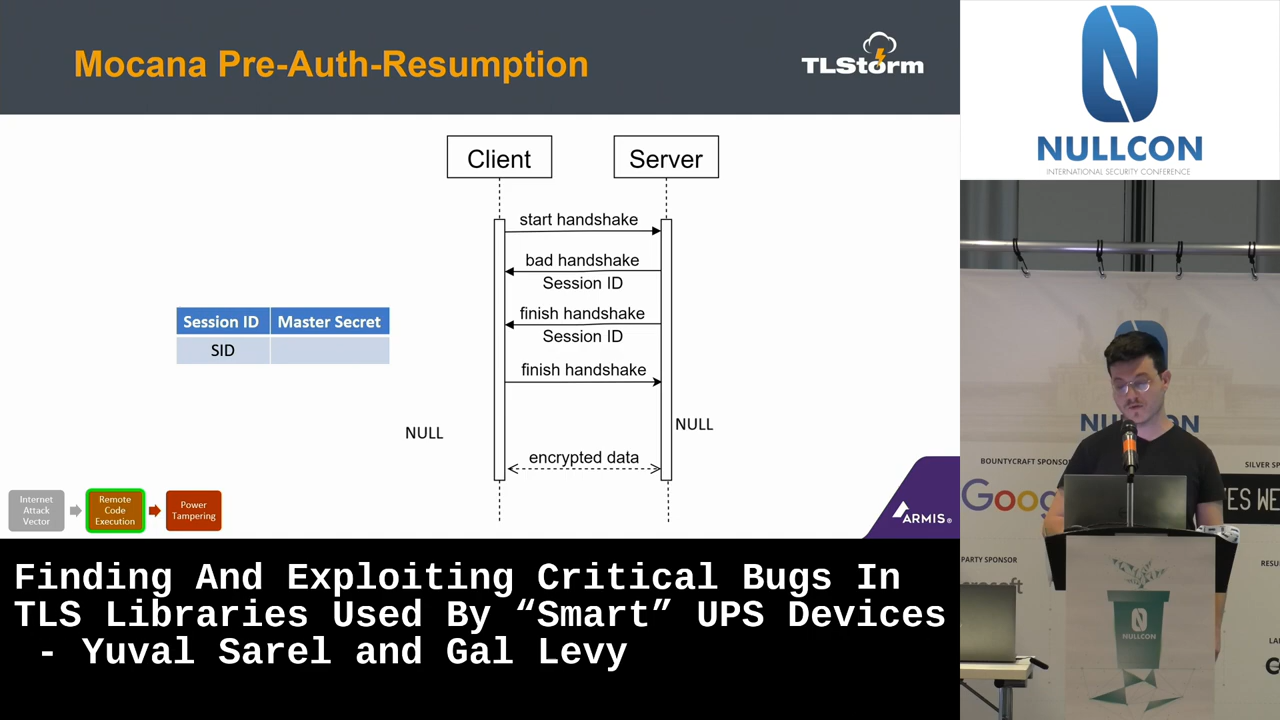 Mocana Pre-Auth-Resumption
TLStorm
Client
Server
start handshake
bad handshake
Session ID
finish handshake
Session ID
finish handshake
Session ID Master Secret
SID
NULL
NULL
encrypted data
Internet
Attack
Vector
Remote
Code
Execution
Power
Tampering
ARMIS®
NULLCON
INTERNATIONAL SECURITY CONFERENCE
BOUNTYCRAFT SPONSOR
SILVER SP
Goog
ES WE
PARTY SPONSOR
RESU
NULLCON
LA
G
Finding And Exploiting Critical Bugs In
TLS Libraries Used By “Smart” UPS Devices
- Yuval Sarel and Gal Levy